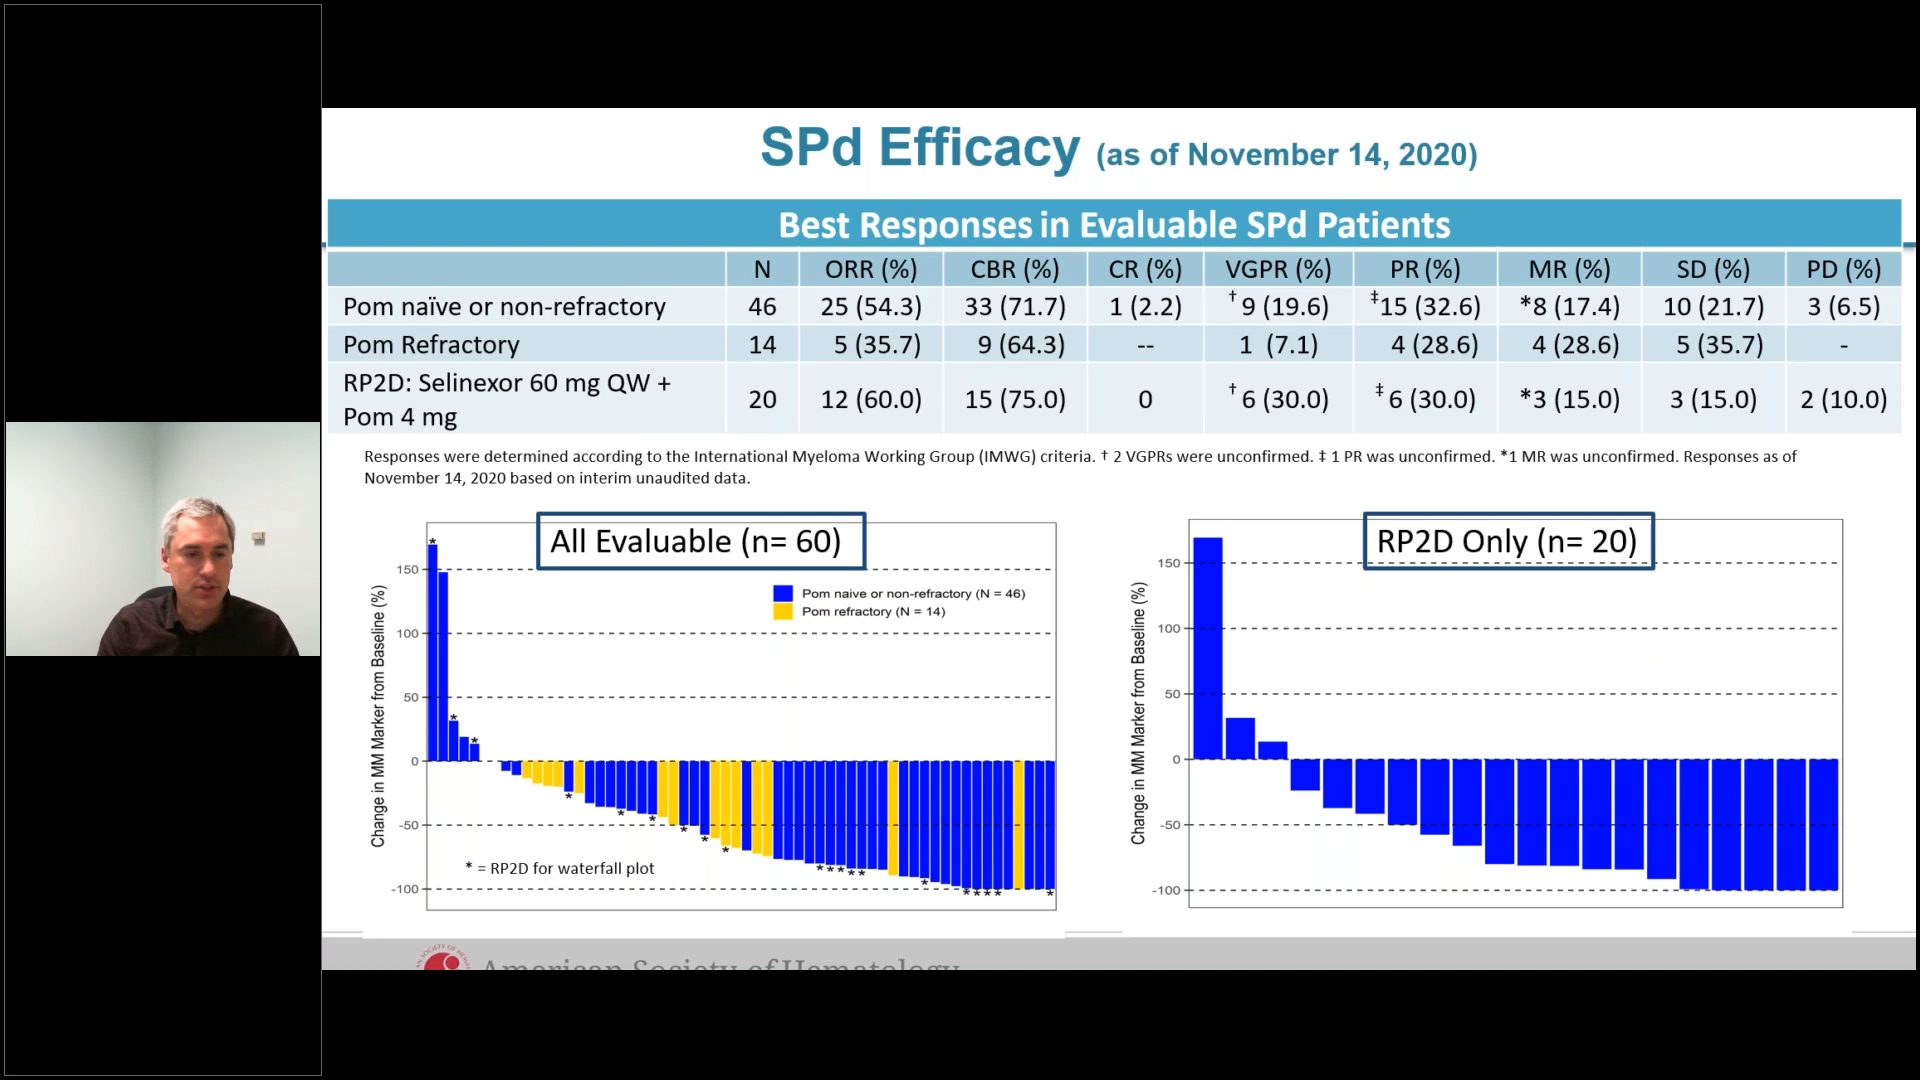 SPd Efficacy (as of November 14, 2020)
Best Responses in Evaluable SPd Patients
N ORR (%) CBR (%) CR (%) VGPR (%) PR (%) MR (%) SD (%) PD (%)
Pom naïve or non-refractory 46 25 (54.3) 33 (71.7) 1 (2.2) †9 (19.6) ‡15 (32.6) *8 (17.4) 10 (21.7) 3 (6.5)
Pom Refractory 14 5 (35.7) 9 (64.3) -- 1 (7.1) 4 (28.6) 4 (28.6) 5 (35.7) -
RP2D: Selinexor 60 mg QW +
Pom 4 mg 20 12 (60.0) 15 (75.0) 0 †6 (30.0) ‡6 (30.0) *3 (15.0) 3 (15.0) 2 (10.0)
Responses were determined according to the International Myeloma Working Group (IMWG) criteria. † 2 VGPRs were unconfirmed. ‡ 1 PR was unconfirmed. *1 MR was unconfirmed. Responses as of
November 14, 2020 based on interim unaudited data.
All Evaluable (n= 60)
Change in MM Marker from Baseline (%)
150
100
50
0
-50
-100
Pom naive or non-refractory (N = 46)
Pom refractory (N = 14)
* = RP2D for waterfall plot
RP2D Only (n= 20)
Change in MM Marker from Baseline (%)
150
100
50
0
-50
-100
American Society of Hematology